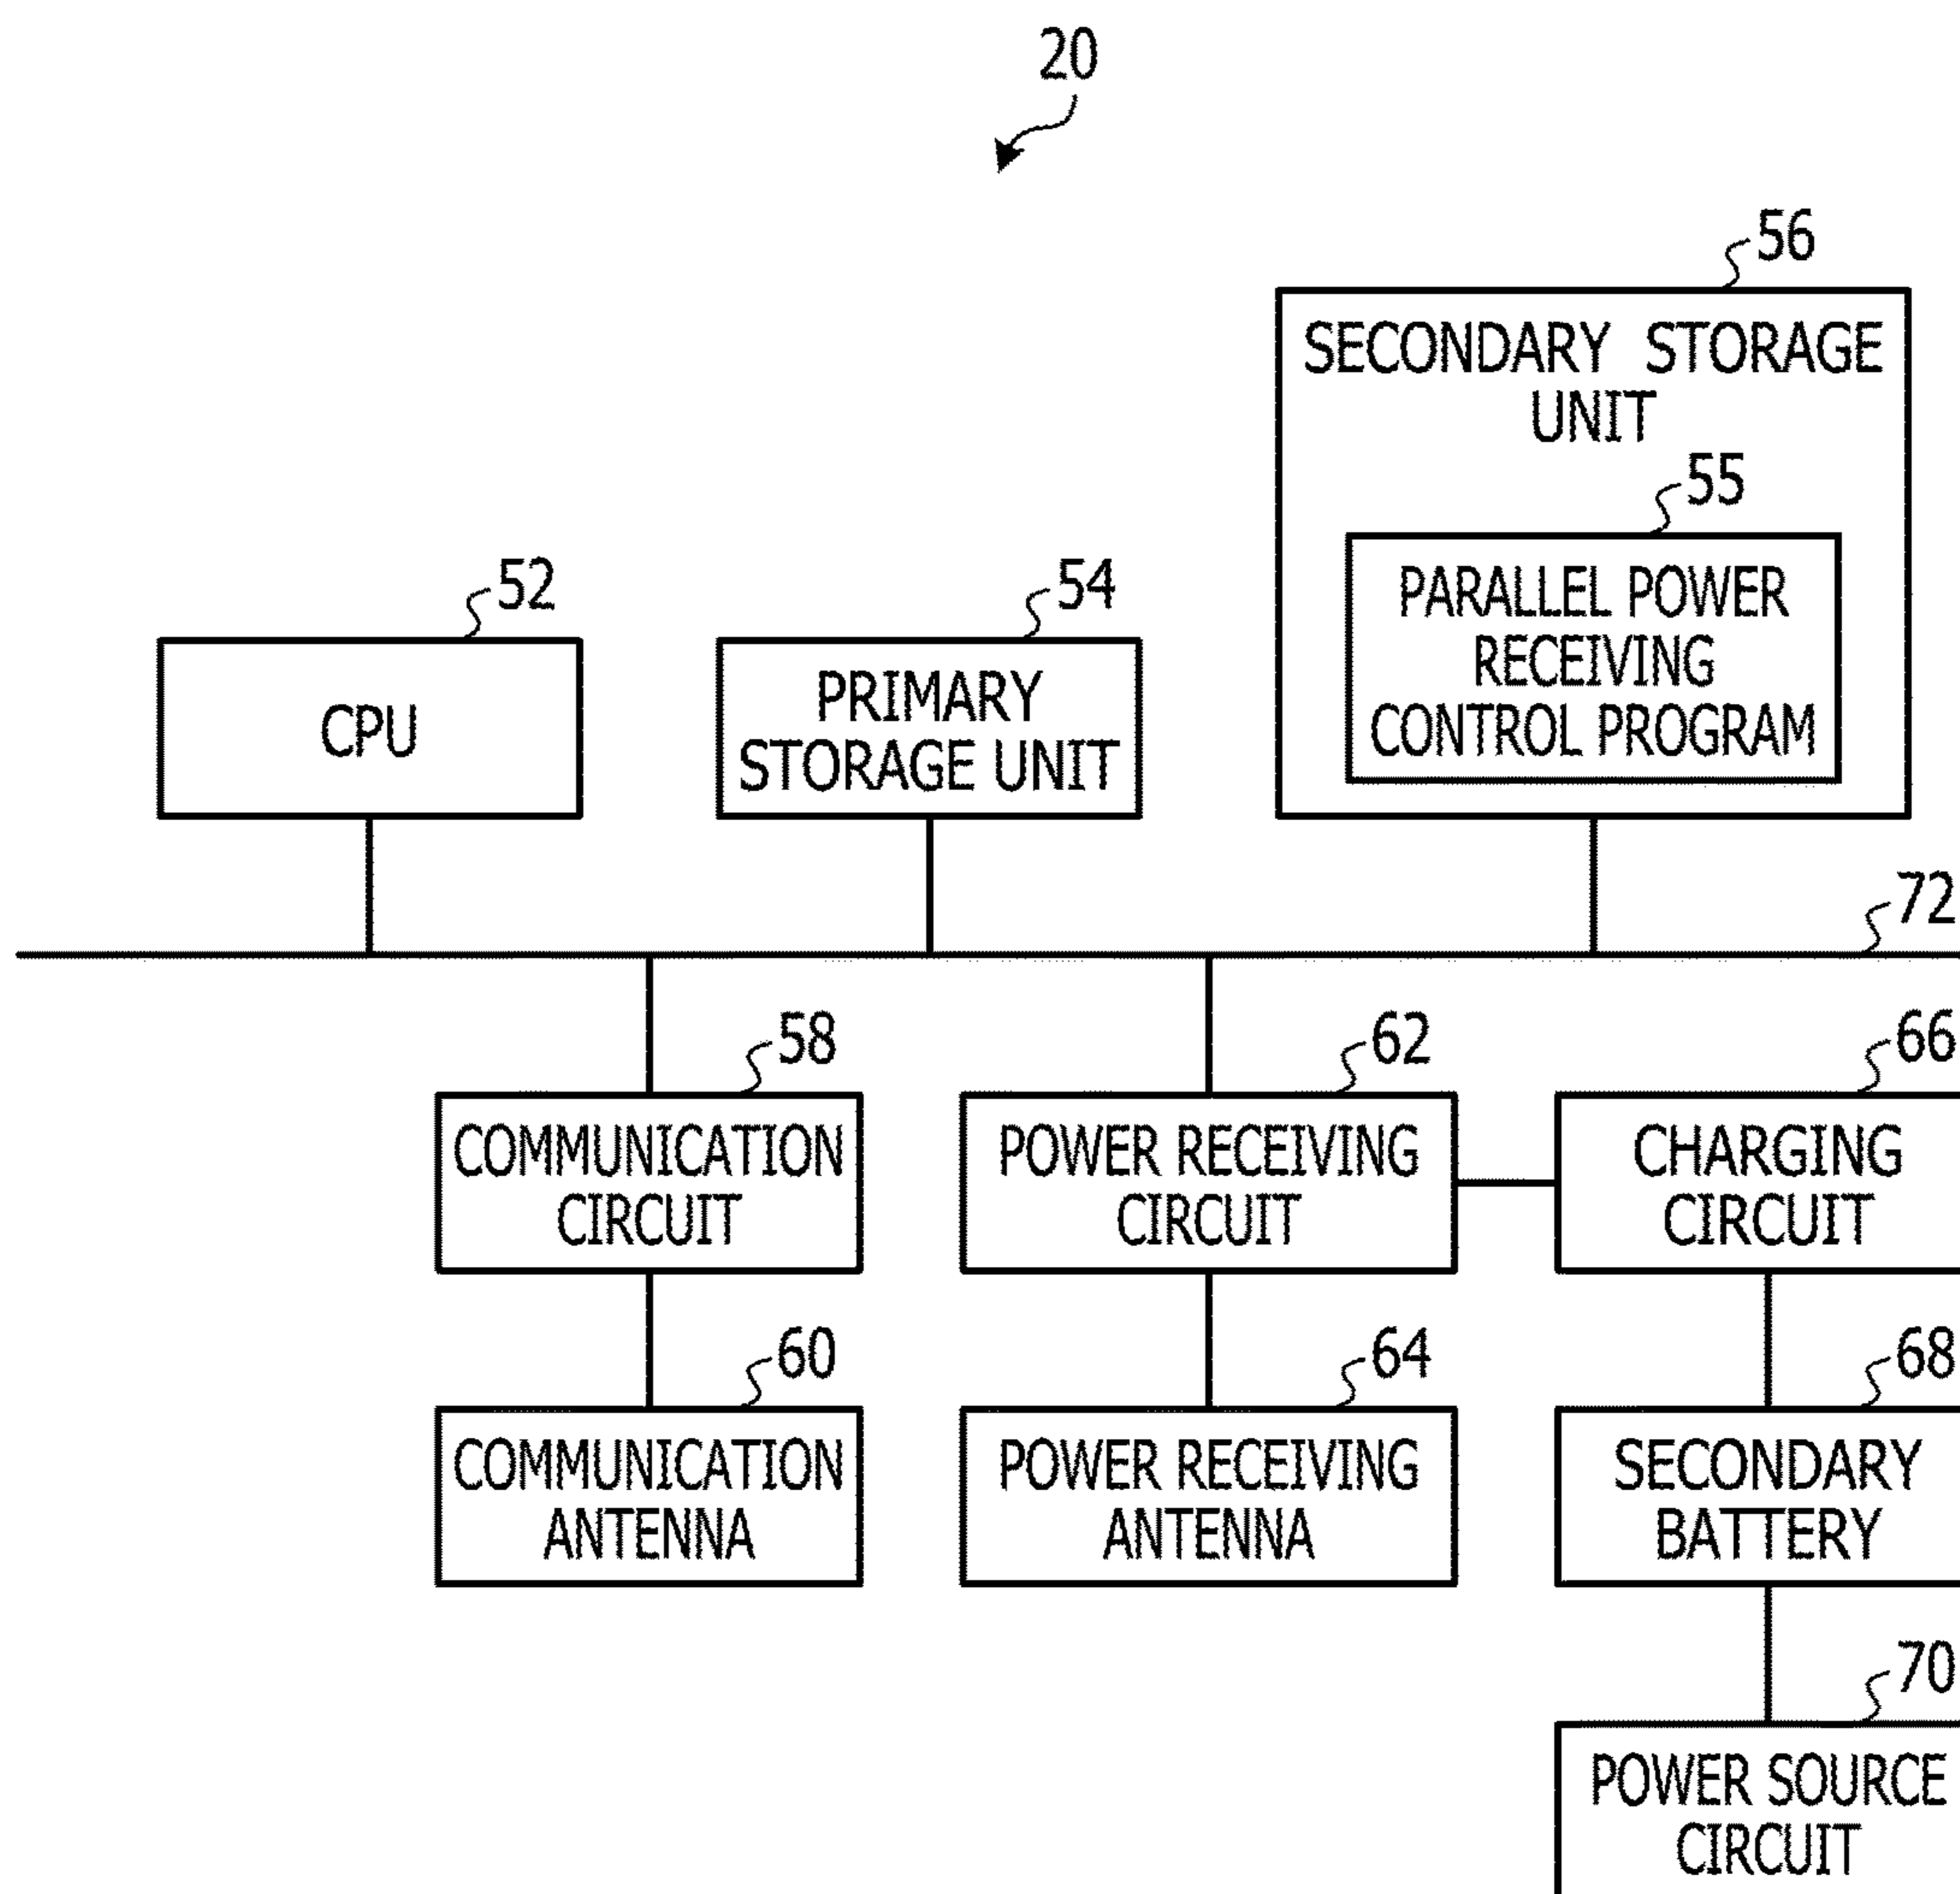 20
56
SECONDARY STORAGE
UNIT
55
PARALLEL POWER
RECEIVING
CONTROL PROGRAM
52
CPU
54
PRIMARY
STORAGE UNIT
72
58
COMMUNICATION
CIRCUIT
62
POWER RECEIVING
CIRCUIT
66
CHARGING
CIRCUIT
60
COMMUNICATION
ANTENNA
64
POWER RECEIVING
ANTENNA
68
SECONDARY
BATTERY
70
POWER SOURCE
CIRCUIT